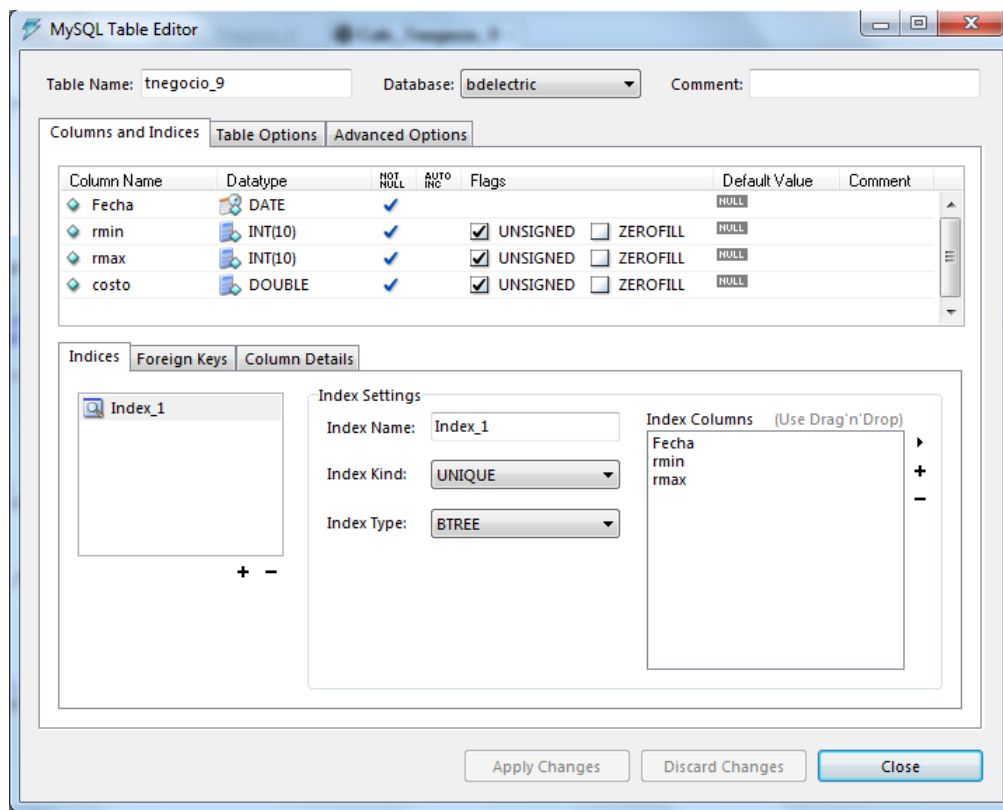 MySQL Table Editor
Table Name: tnegocio_9 Database: bdelectric Comment:
Columns and Indices Table Options Advanced Options
Column Name Datatype NOT NULL AUTO INC Flags Default Value Comment
Fecha DATE NULL
rmin INT(10) UNSIGNED ZEROFILL NULL
rmax INT(10) UNSIGNED ZEROFILL NULL
costo DOUBLE UNSIGNED ZEROFILL NULL
Indices Foreign Keys Column Details
Index_1
Index Settings
Index Name: Index_1
Index Kind: UNIQUE
Index Type: BTREE
Index Columns (Use Drag'n'Drop)
Fecha
rmin
rmax
Apply Changes Discard Changes Close